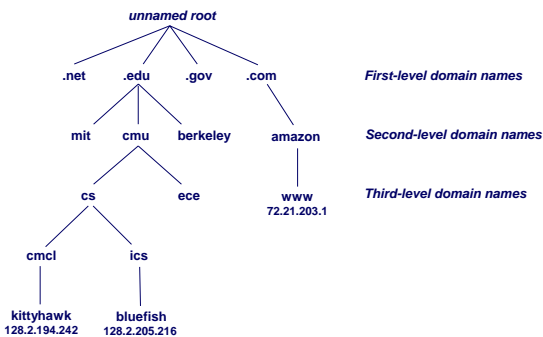 unnamed root
.net .edu .gov .com First-level domain names
mit cmu berkeley amazon Second-level domain names
cs ece www Third-level domain names
72.21.203.1
cmcl ics
kittyhawk bluefish
128.2.194.242 128.2.205.216